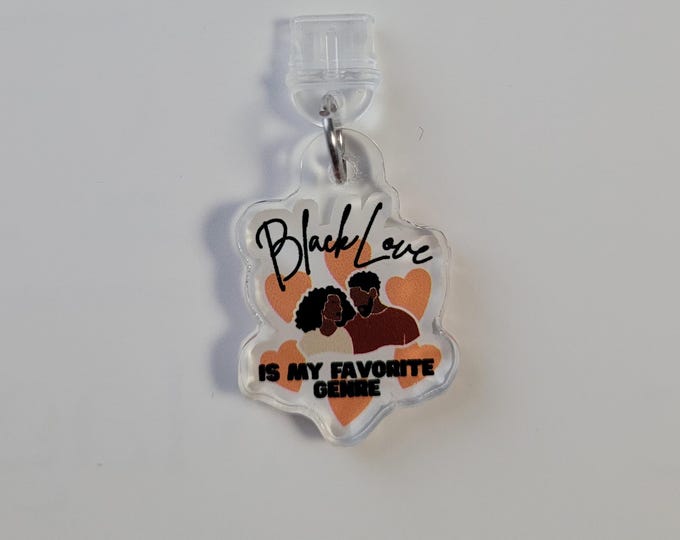 Black Love
IS MY FAVORITE
GENRE